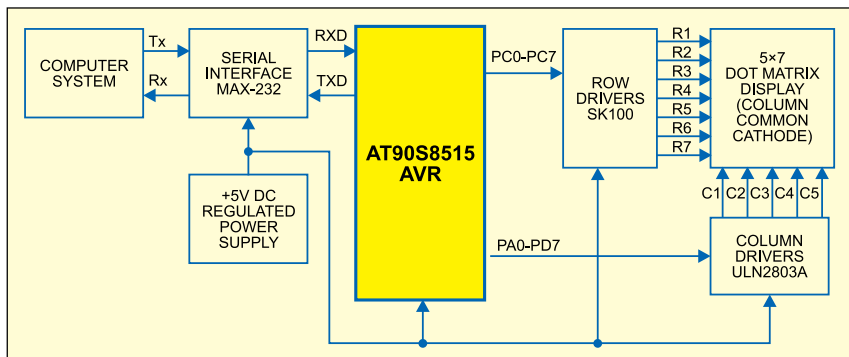 COMPUTER
SYSTEM
Tx
Rx
SERIAL
INTERFACE
MAX-232
RXD
TXD
+5V DC
REGULATED
POWER
SUPPLY
AT90S8515
AVR
PC0-PC7
PA0-PD7
ROW
DRIVERS
SK100
R1
R2
R3
R4
R5
R6
R7
5×7
DOT MATRIX
DISPLAY
(COLUMN
COMMON
CATHODE)
C1
C2
C3
C4
C5
COLUMN
DRIVERS
ULN2803A